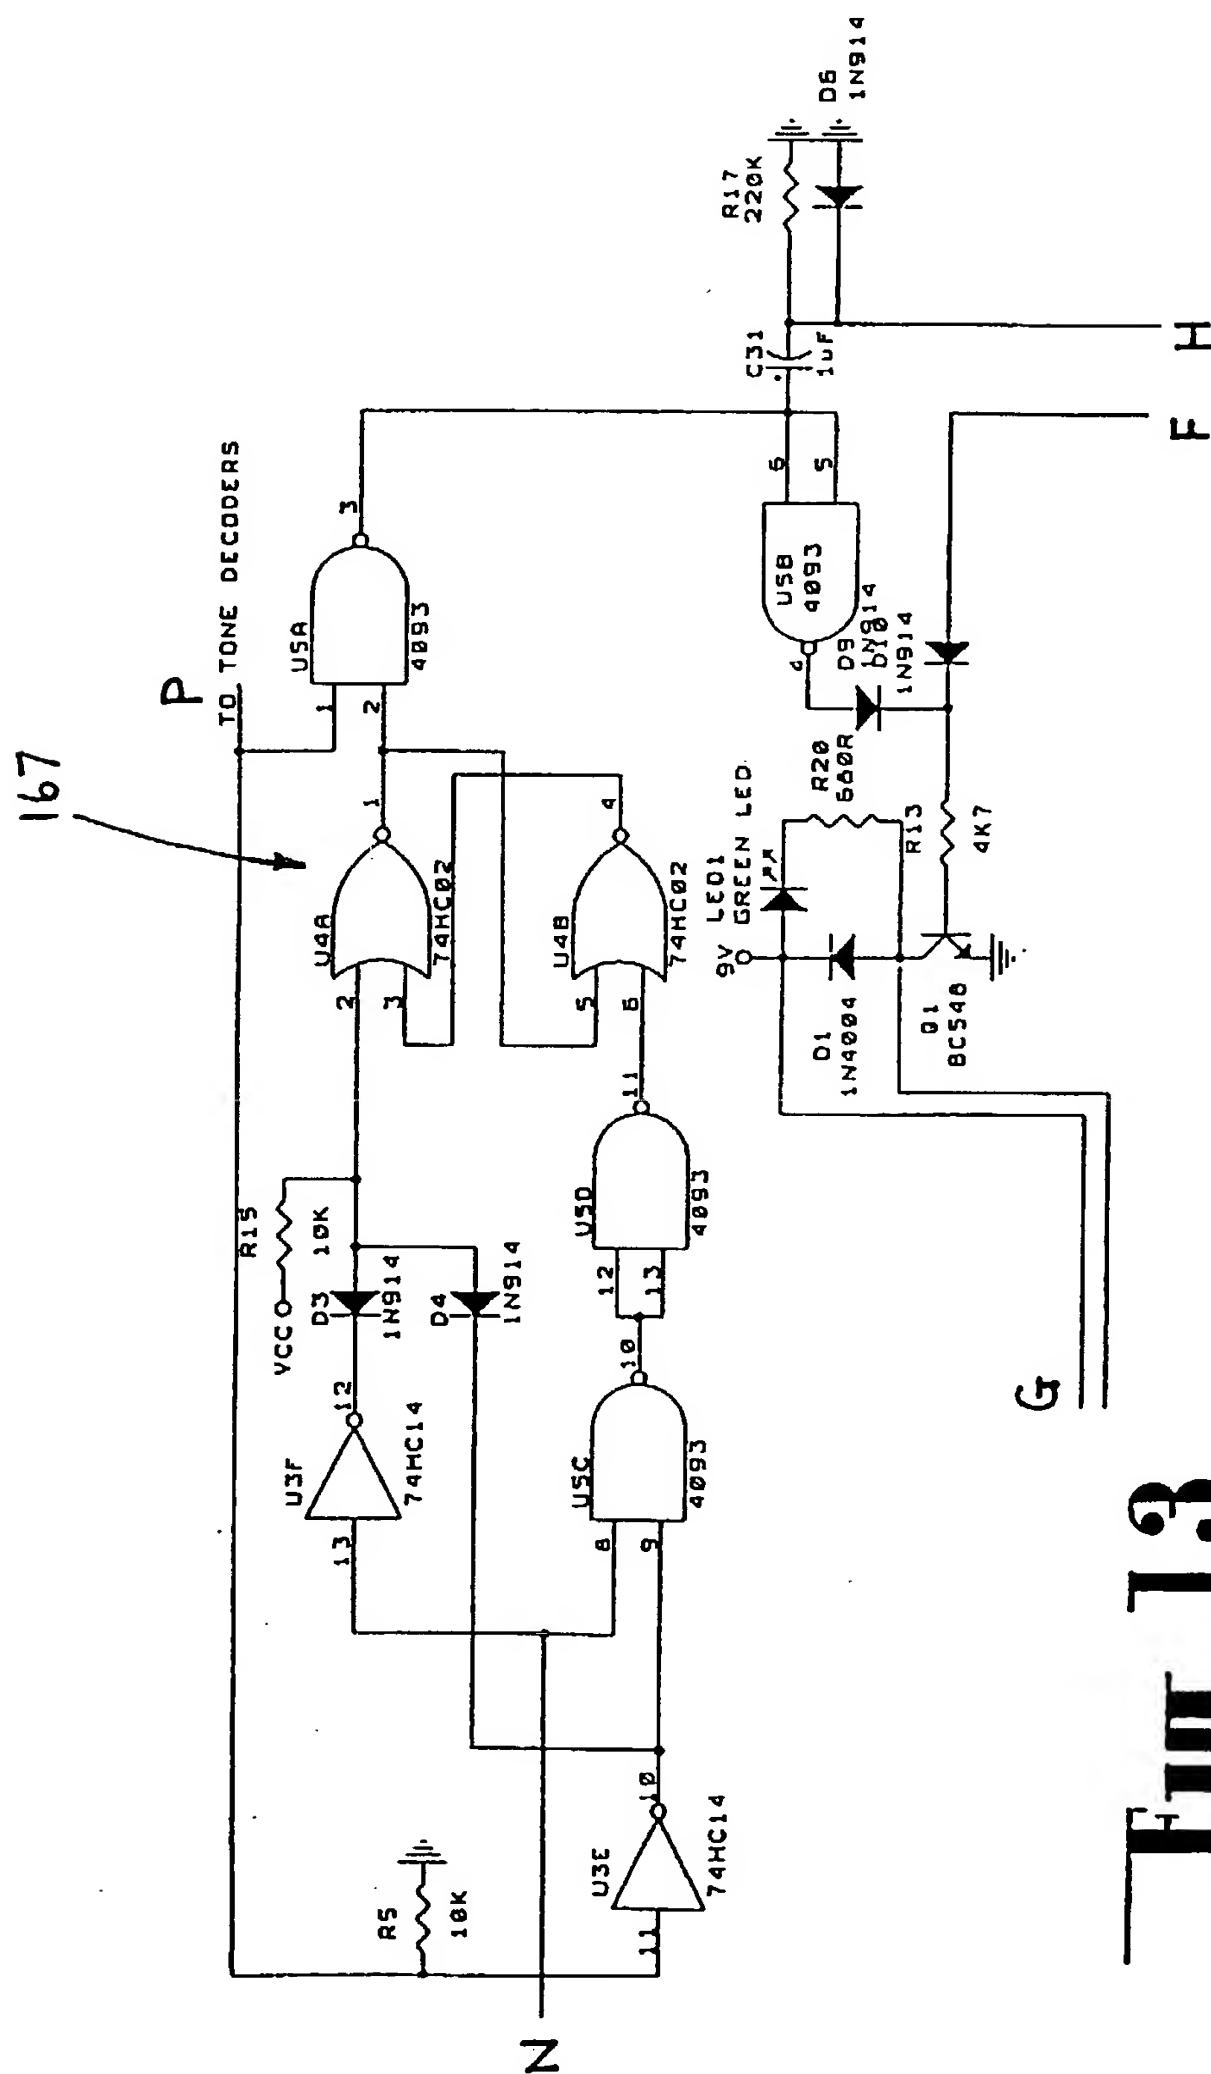 167
P
TO TONE DECODERS
R15
10K
VCC
D3
1N914
D4
1N914
U3F
13
12
74HC14
U4A
2
3
1
74HC02
U5A
1
2
3
4093
U4B
5
6
4
74HC02
R5
10K
N
U3E
11
10
74HC14
U5C
8
9
10
4093
U5D
12
13
11
4093
C31
1uF
R17
220K
D6
1N914
U5B
4093
6
5
4
D9
1N914
D10
1N914
R20
680R
R13
4K7
LED1
GREEN LED
9V
D1
1N4004
Q1
BC548
G
F
H
13